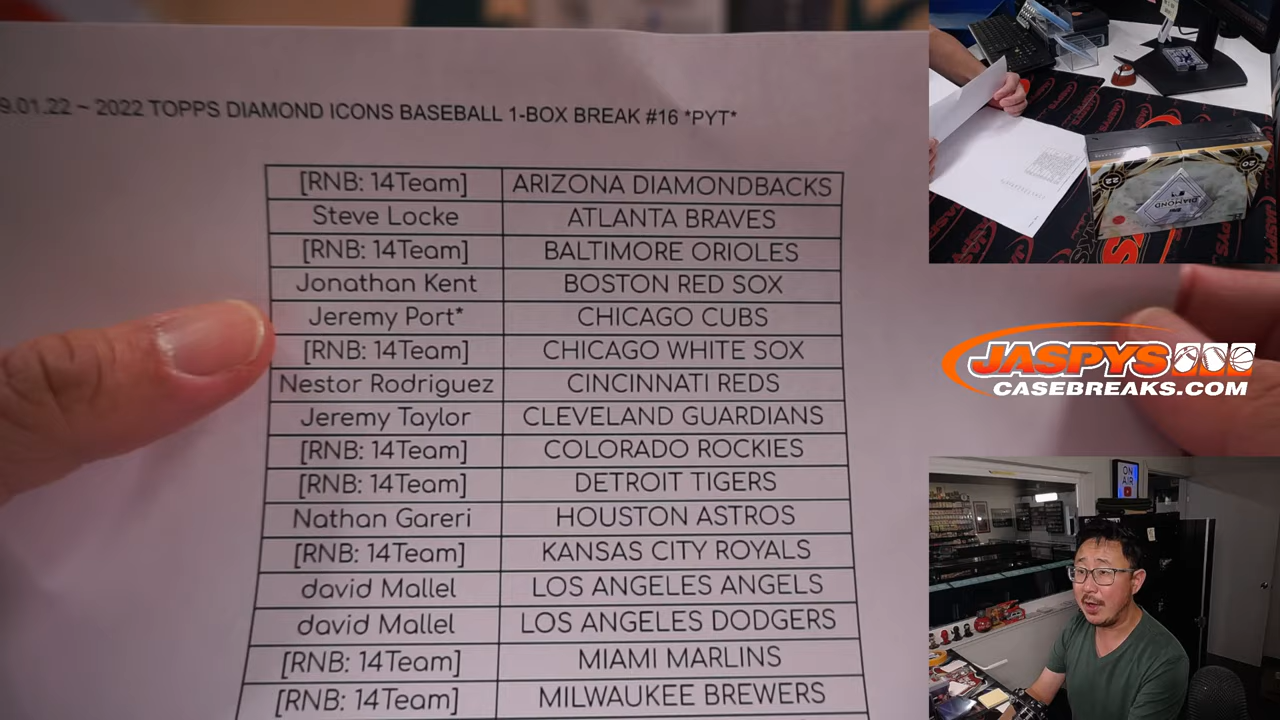 9.01.22 ~ 2022 TOPPS DIAMOND ICONS BASEBALL 1-BOX BREAK #16 *PYT*
[RNB: 14Team] ARIZONA DIAMONDBACKS
Steve Locke ATLANTA BRAVES
[RNB: 14Team] BALTIMORE ORIOLES
Jonathan Kent BOSTON RED SOX
Jeremy Port* CHICAGO CUBS
[RNB: 14Team] CHICAGO WHITE SOX
Nestor Rodriguez CINCINNATI REDS
Jeremy Taylor CLEVELAND GUARDIANS
[RNB: 14Team] COLORADO ROCKIES
[RNB: 14Team] DETROIT TIGERS
Nathan Gareri HOUSTON ASTROS
[RNB: 14Team] KANSAS CITY ROYALS
david Mallel LOS ANGELES ANGELS
david Mallel LOS ANGELES DODGERS
[RNB: 14Team] MIAMI MARLINS
[RNB: 14Team] MILWAUKEE BREWERS
20
22
DIAMOND
JASPYS
CASEBREAKS.COM
ON
AIR